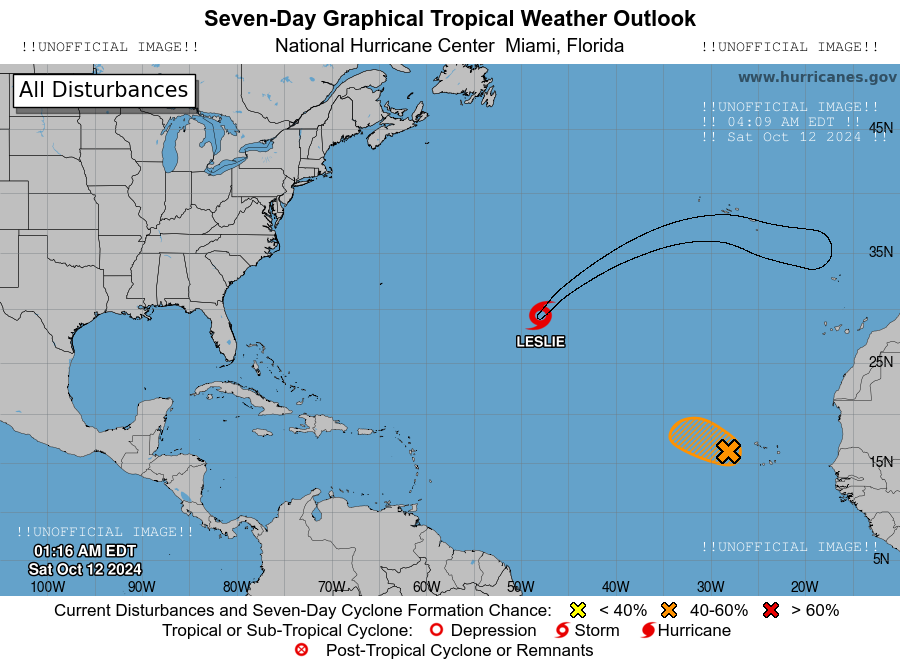 Seven-Day Graphical Tropical Weather Outlook
!!UNOFFICIAL IMAGE!! National Hurricane Center Miami, Florida !!UNOFFICIAL IMAGE!!
All Disturbances
www.hurricanes.gov
!!UNOFFICIAL IMAGE!!
!! 04:09 AM EDT !!
!! Sat Oct 12 2024 !!
45N
35N
LESLIE
25N
15N
!!UNOFFICIAL IMAGE!!
01:16 AM EDT
Sat Oct 12 2024
!!UNOFFICIAL IMAGE!!
5N
100W 90W 80W 70W 60W 50W 40W 30W 20W
Current Disturbances and Seven-Day Cyclone Formation Chance: < 40% 40-60% > 60%
Tropical or Sub-Tropical Cyclone: Depression Storm Hurricane
Post-Tropical Cyclone or Remnants